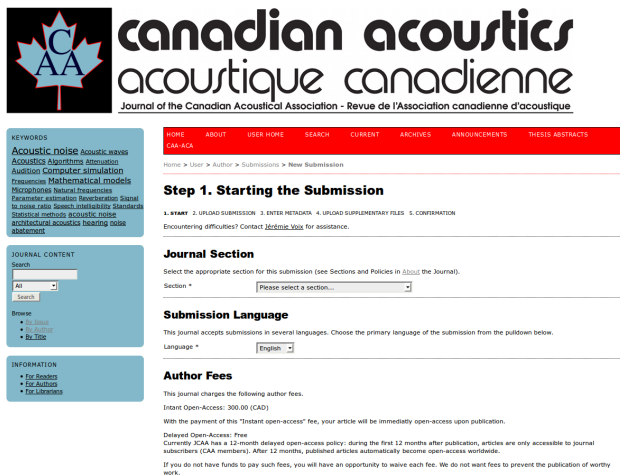 CAA
canadian acoustics
acoustique canadienne
Journal of the Canadian Acoustical Association - Revue de l'Association canadienne d'acoustique
KEYWORDS
Acoustic noise Acoustic waves
Acoustics Algorithms Attenuation
Audition Computer simulation
Frequencies Mathematical models
Microphones Natural frequencies
Parameter estimation Reverberation Signal
to noise ratio Speech intelligibility Standards
Statistical methods acoustic noise
architectural acoustics hearing noise
abatement
JOURNAL CONTENT
Search
All
Search
Browse
By Issue
By Author
By Title
INFORMATION
For Readers
For Authors
For Librarians
HOME ABOUT USER HOME SEARCH CURRENT ARCHIVES ANNOUNCEMENTS THESIS ABSTRACTS
CAA-ACA
Home > User > Author > Submissions > New Submission
Step 1. Starting the Submission
1. START 2. UPLOAD SUBMISSION 3. ENTER METADATA 4. UPLOAD SUPPLEMENTARY FILES 5. CONFIRMATION
Encountering difficulties? Contact Jérémie Voix for assistance.
Journal Section
Select the appropriate section for this submission (see Sections and Policies in About the Journal).
Section * Please select a section...
Submission Language
This journal accepts submissions in several languages. Choose the primary language of the submission from the pulldown below.
Language * English
Author Fees
This journal charges the following author fees.
Intant Open-Access: 300.00 (CAD)
With the payment of this "Instant open-access" fee, your article will be immediatly open-access upon publication.
Delayed Open-Access: Free
Currently JCAA has a 12-month delayed open-access policy: during the first 12 months after publication, articles are only accessible to journal
subscribers (CAA members). After 12 months, published articles automatically become open-access worldwide.
If you do not have funds to pay such fees, you will have an opportunity to waive each fee. We do not want fees to prevent the publication of worthy
work.